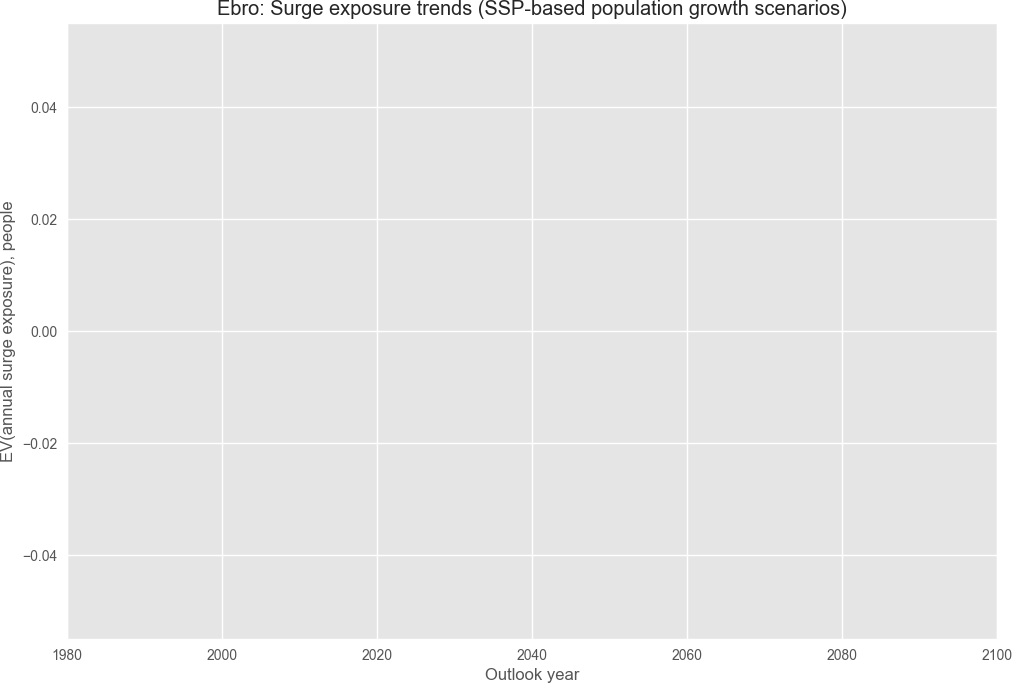 Ebro: Surge exposure trends (SSP-based population growth scenarios)
EV(annual surge exposure), people
0.04
0.02
0.00
−0.02
−0.04
1980 2000 2020 2040 2060 2080 2100
Outlook year